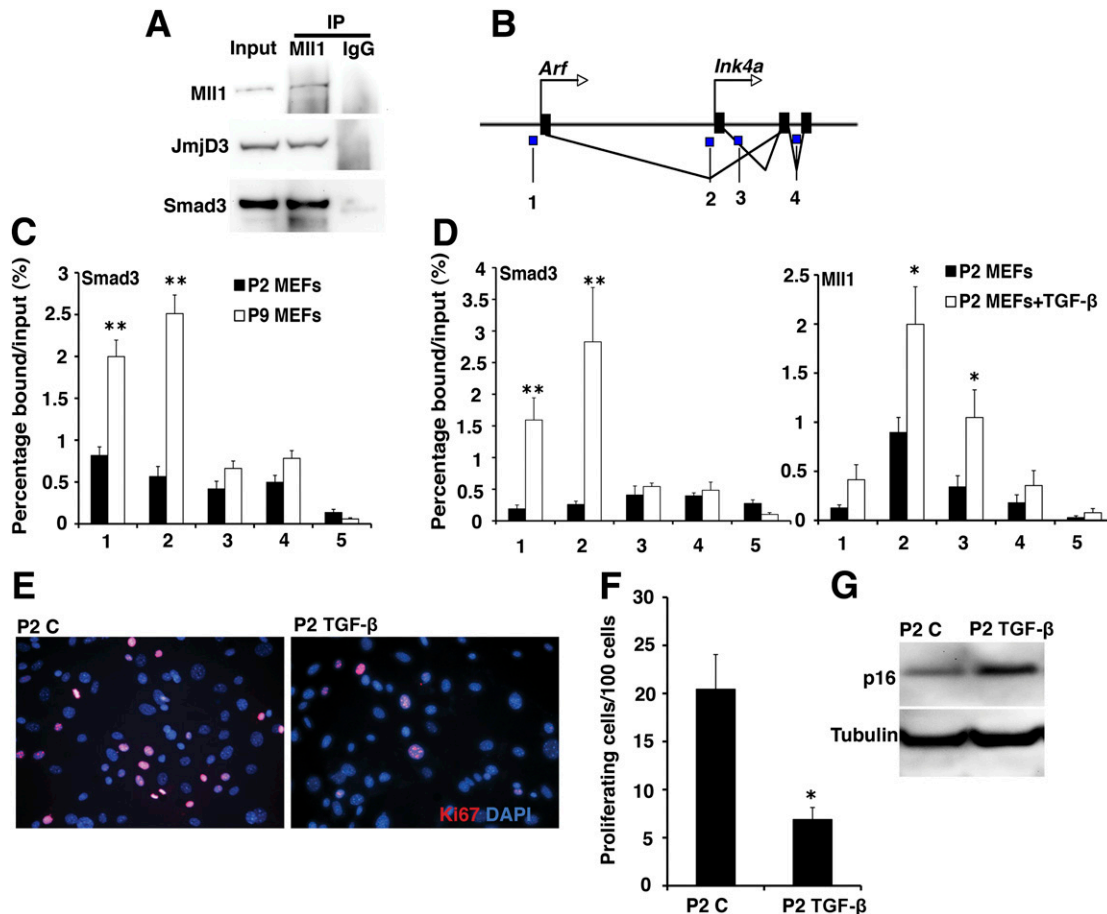 A
IP
Input Mll1 IgG
Mll1
JmjD3
Smad3
B
Arf
Ink4a
1 2 3 4
C
Percentage bound/input (%)
Smad3
P2 MEFs
P9 MEFs
3
2.5
2
1.5
1
0.5
0
** **
1 2 3 4 5
D
Percentage bound/input (%)
Smad3
4
3.5
3
2.5
2
1.5
1
0.5
0
** **
1 2 3 4 5
Mll1
P2 MEFs
P2 MEFs+TGF-β
2.5
2
1.5
1
0.5
0
* *
1 2 3 4 5
E
P2 C
P2 TGF-β
Ki67 DAPI
F
Proliferating cells/100 cells
30
25
20
15
10
5
0
*
P2 C P2 TGF-β
G
P2 C P2 TGF-β
p16
Tubulin